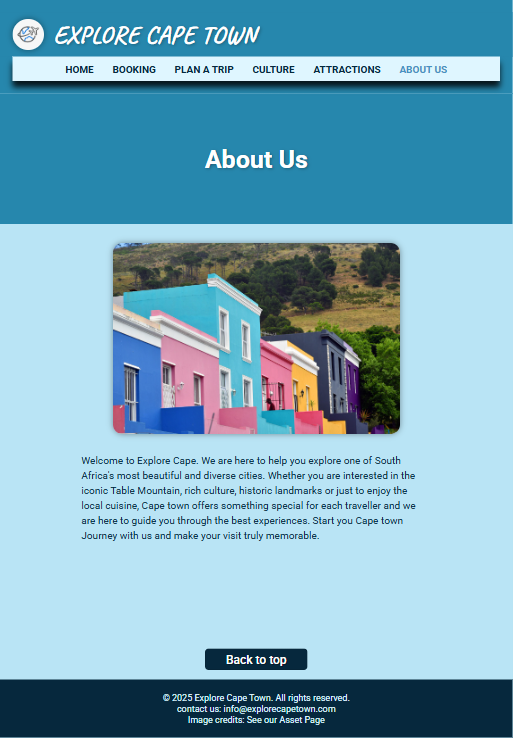 EXPLORE CAPE TOWN
HOME BOOKING PLAN A TRIP CULTURE ATTRACTIONS ABOUT US
About Us
Welcome to Explore Cape. We are here to help you explore one of South
Africa's most beautiful and diverse cities. Whether you are interested in the
iconic Table Mountain, rich culture, historic landmarks or just to enjoy the
local cuisine, Cape town offers something special for each traveller and we
are here to guide you through the best experiences. Start you Cape town
Journey with us and make your visit truly memorable.
Back to top
© 2025 Explore Cape Town. All rights reserved.
contact us: info@explorecapetown.com
Image credits: See our Asset Page